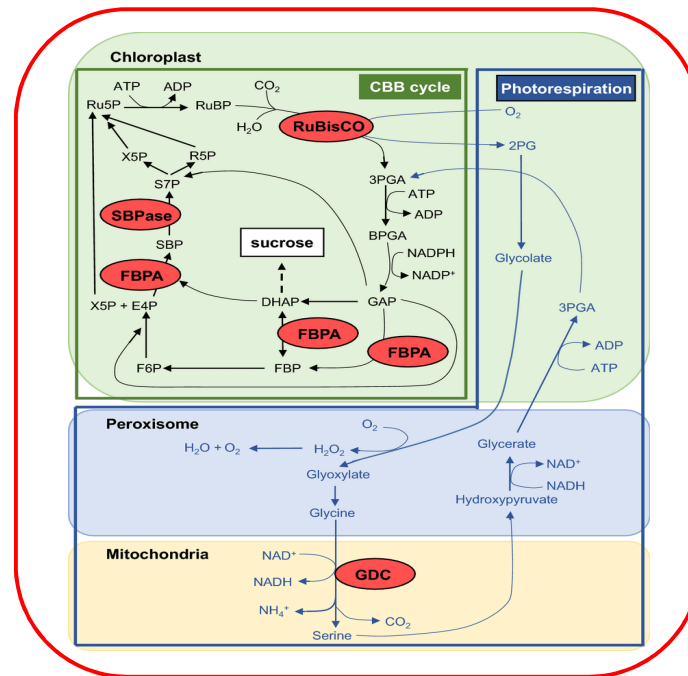 Chloroplast
CBB cycle
Photorespiration
ATP ADP CO₂
Ru5P RuBP
H₂O RuBisCO O₂
X5P R5P 2PG
S7P 3PGA
ATP
SBPase ADP
SBP sucrose BPGA
NADPH
FBPA NADP⁺ Glycolate
X5P + E4P DHAP GAP 3PGA
FBPA FBPA ADP
F6P FBP ATP
Peroxisome
O₂
H₂O + O₂ H₂O₂ Glycerate
Glyoxylate NAD⁺
NADH
Glycine Hydroxypyruvate
Mitochondria
NAD⁺
GDC
NADH
NH₄⁺ CO₂
Serine